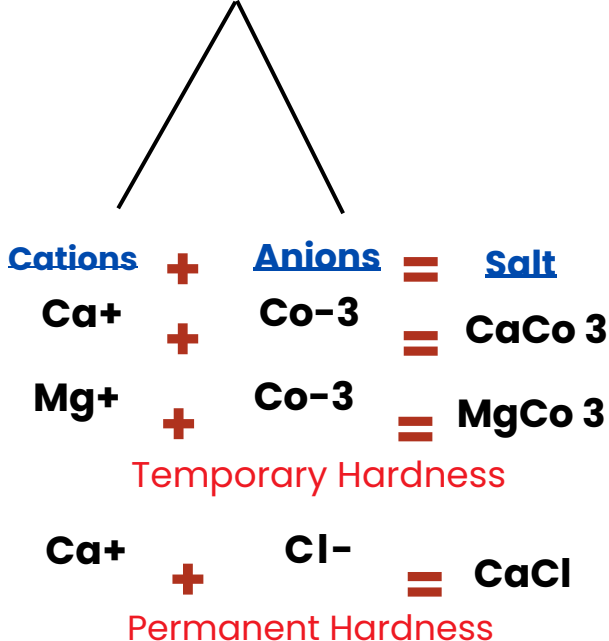 Cations + Anions = Salt
Ca+ + Co-3 = CaCo 3
Mg+ + Co-3 = MgCo 3
Temporary Hardness
Ca+ + Cl- = CaCl
Permanent Hardness